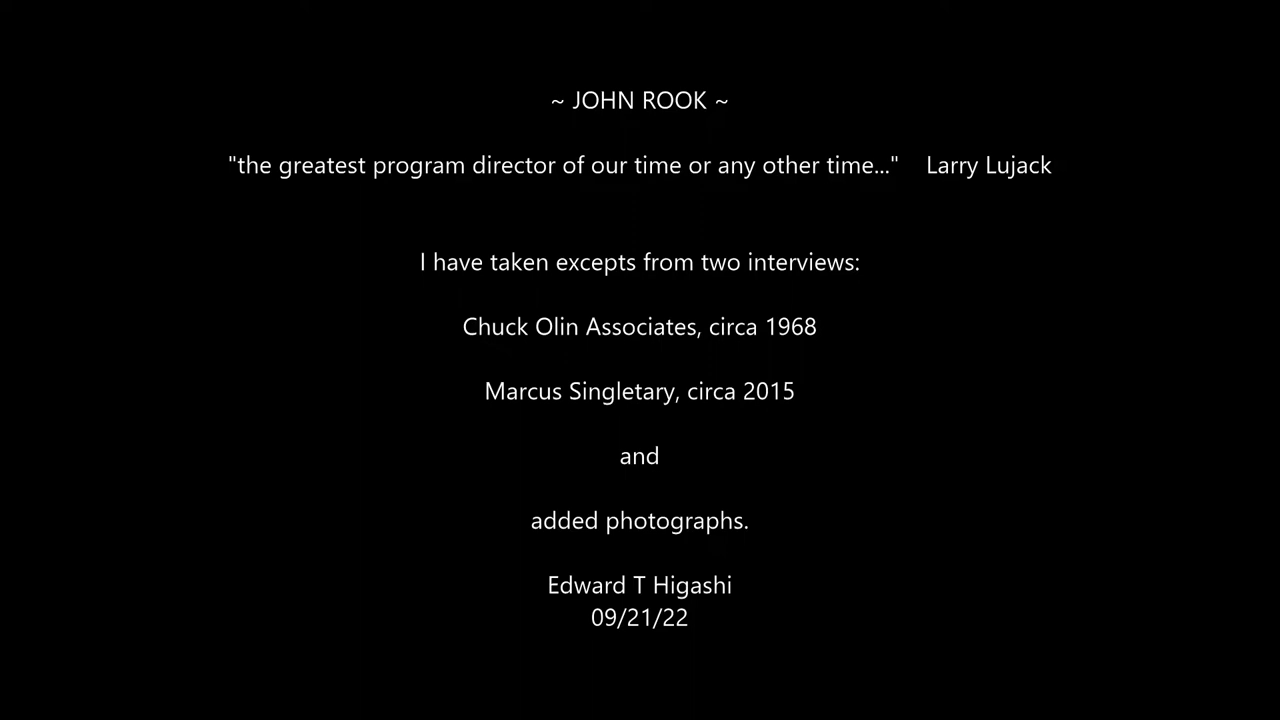 ~ JOHN ROOK ~
"the greatest program director of our time or any other time..." Larry Lujack
I have taken excepts from two interviews:
Chuck Olin Associates, circa 1968
Marcus Singletary, circa 2015
and
added photographs.
Edward T Higashi
09/21/22